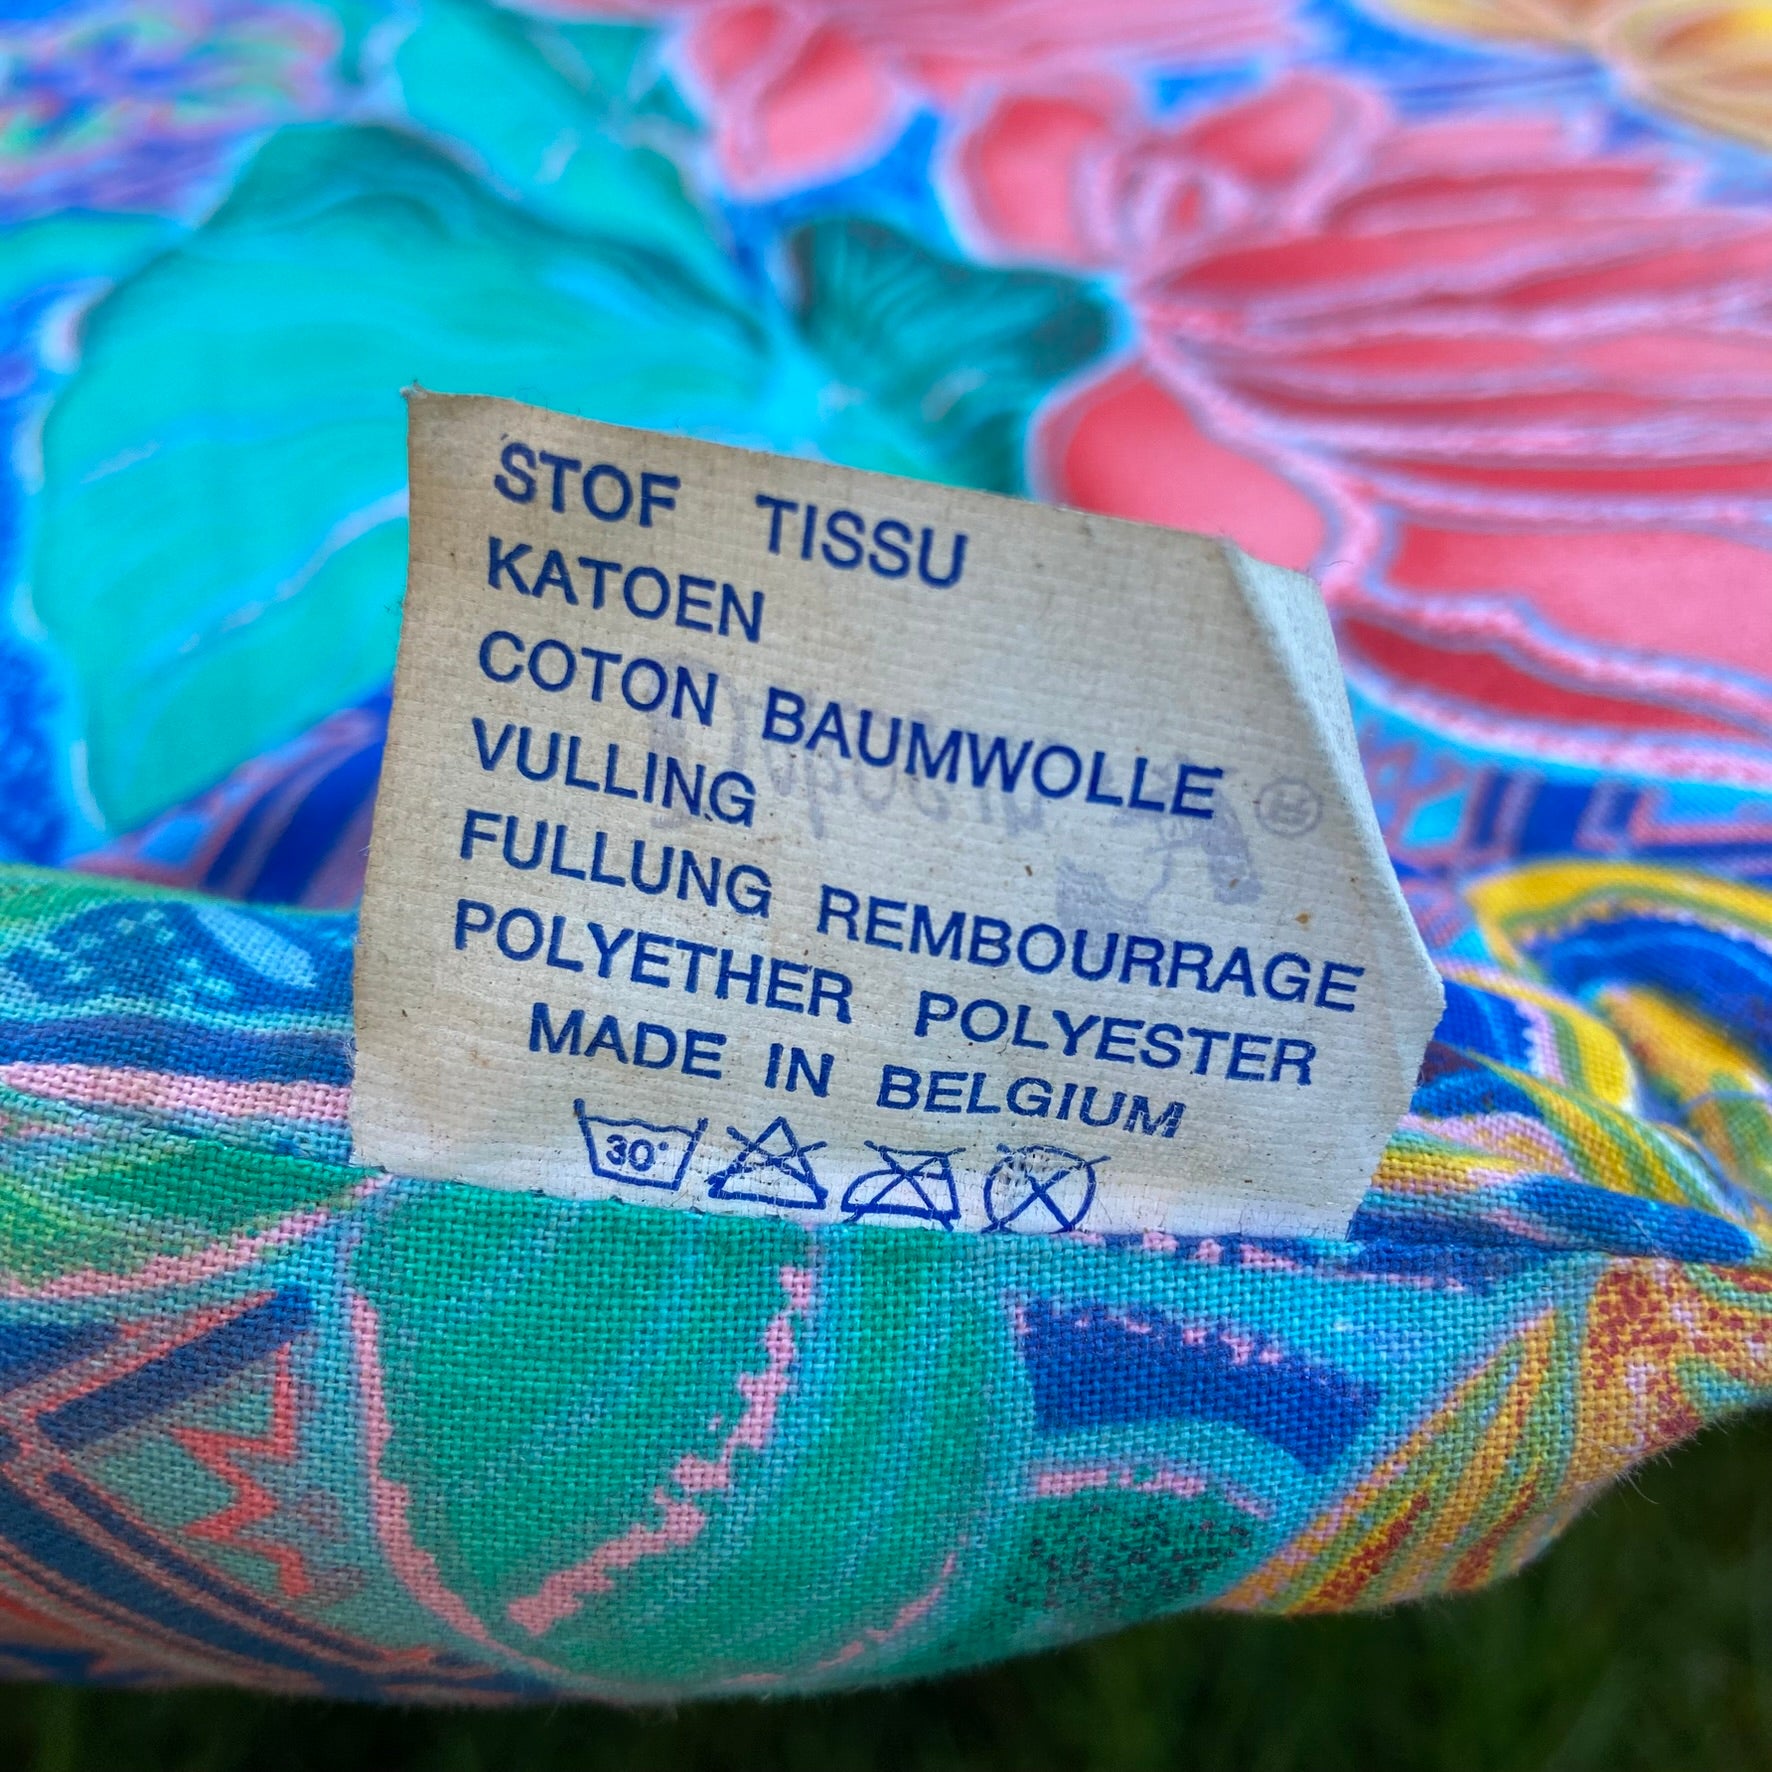 STOF TISSU
KATOEN
COTON BAUMWOLLE
VULLING
FULLUNG REMBOURRAGE
POLYETHER POLYESTER
MADE IN BELGIUM
30°